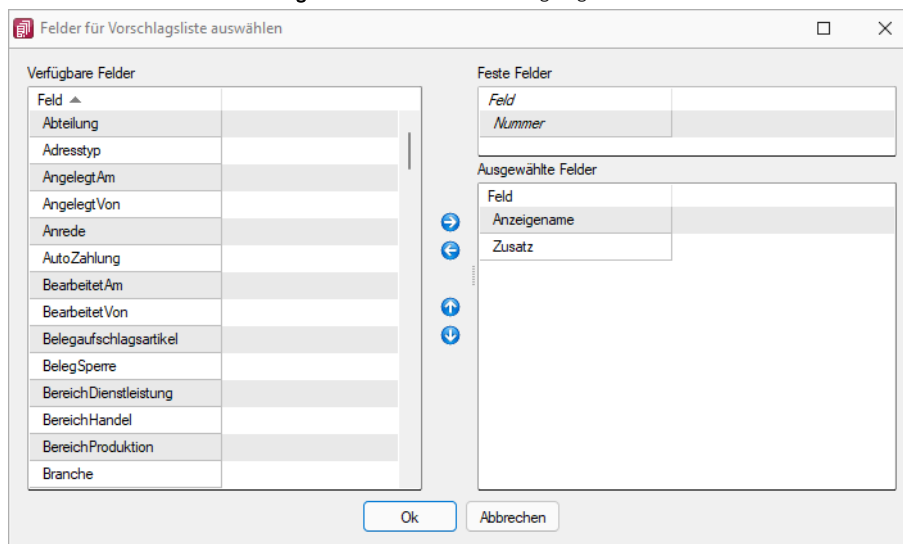 Felder für Vorschlagsliste auswählen
Verfügbare Felder
Feld
Abteilung
Adresstyp
AngelegtAm
AngelegtVon
Anrede
AutoZahlung
BearbeitetAm
BearbeitetVon
Belegaufschlagsartikel
BelegSperre
BereichDienstleistung
BereichHandel
BereichProduktion
Branche
Feste Felder
Feld
Nummer
Ausgewählte Felder
Feld
Anzeigename
Zusatz
Ok
Abbrechen